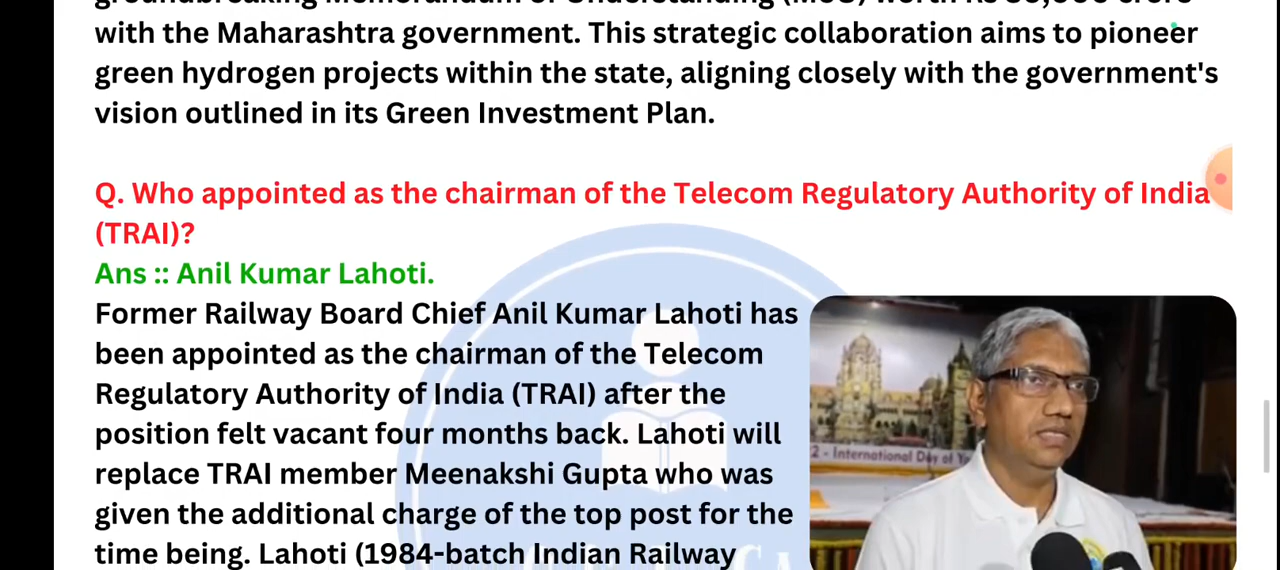 with the Maharashtra government. This strategic collaboration aims to pioneer
green hydrogen projects within the state, aligning closely with the government's
vision outlined in its Green Investment Plan.
Q. Who appointed as the chairman of the Telecom Regulatory Authority of India
(TRAI)?
Ans :: Anil Kumar Lahoti.
Former Railway Board Chief Anil Kumar Lahoti has
been appointed as the chairman of the Telecom
Regulatory Authority of India (TRAI) after the
position felt vacant four months back. Lahoti will
replace TRAI member Meenakshi Gupta who was
given the additional charge of the top post for the
time being. Lahoti (1984-batch Indian Railway
2 - International Day of